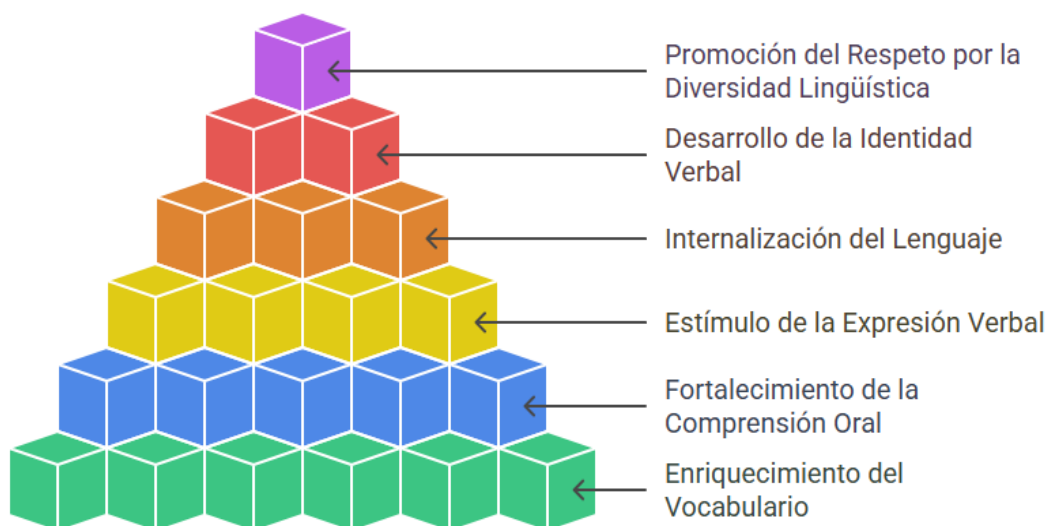 Promoción del Respeto por la
Diversidad Lingüística
Desarrollo de la Identidad
Verbal
Internalización del Lenguaje
Estímulo de la Expresión Verbal
Fortalecimiento de la
Comprensión Oral
Enriquecimiento del
Vocabulario